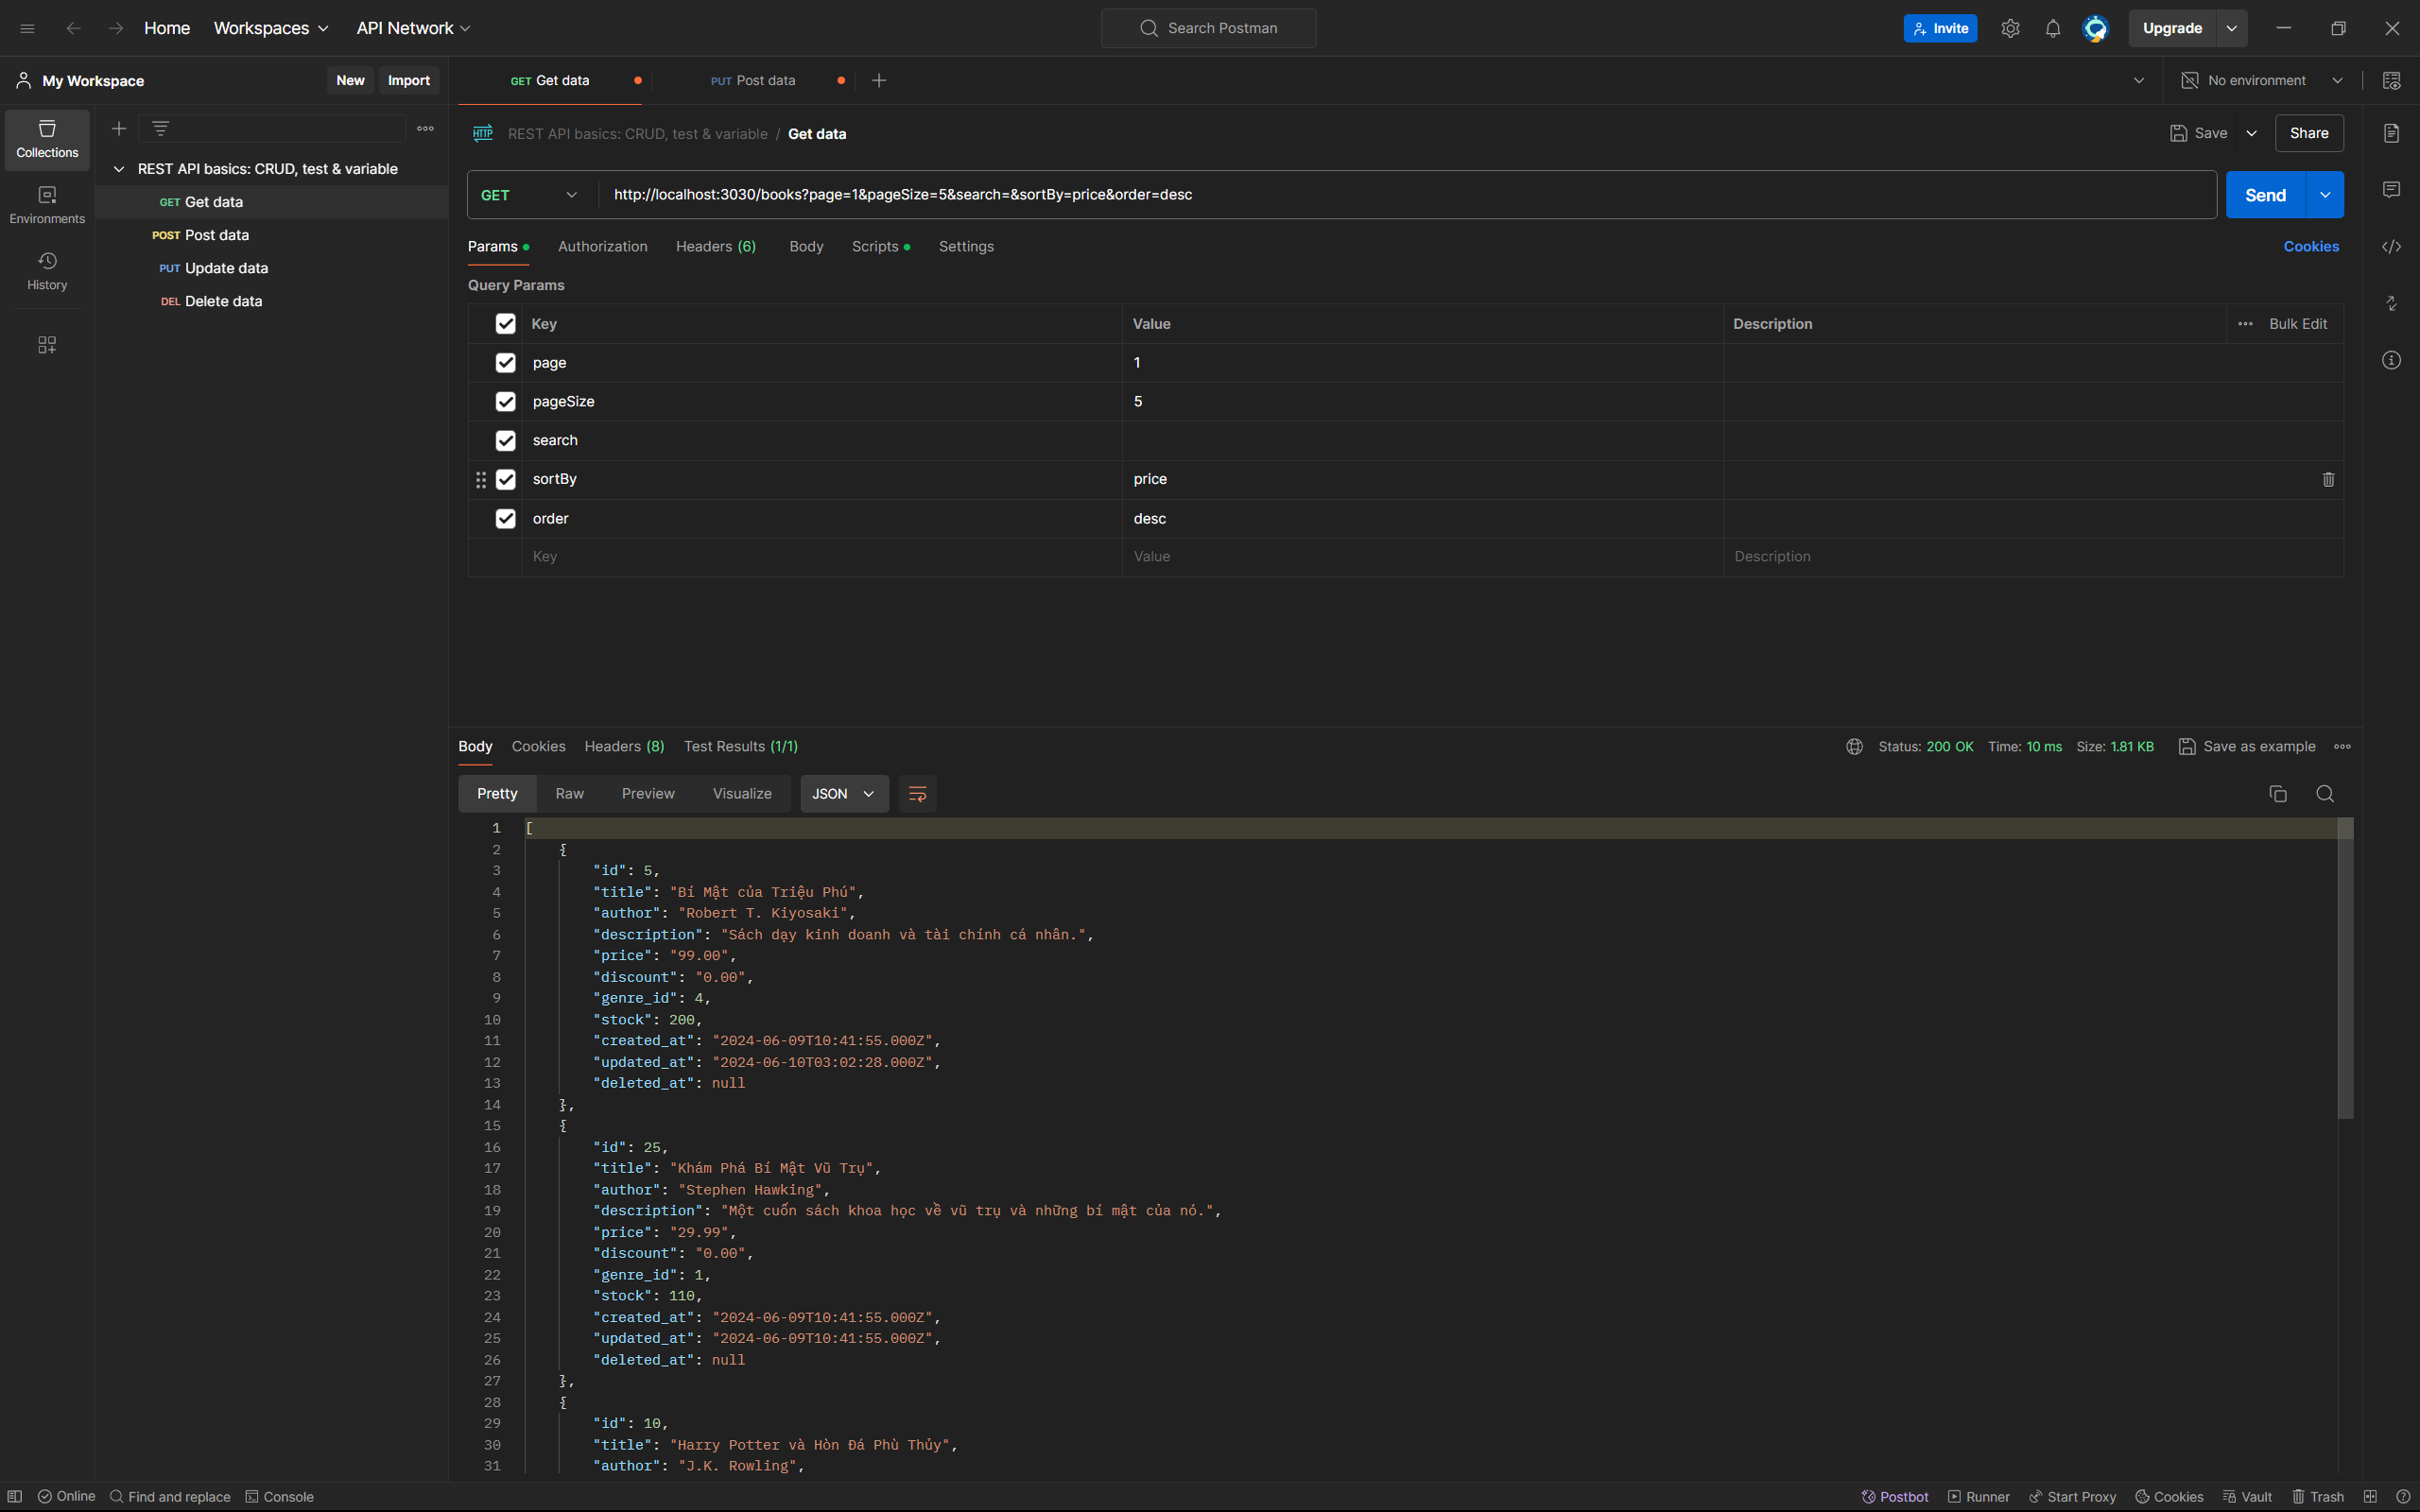 Home Workspaces API Network Search Postman Invite Upgrade
My Workspace New Import GET Get data PUT Post data No environment
Collections
Environments
History
REST API basics: CRUD, test & variable
GET Get data
POST Post data
PUT Update data
DEL Delete data
HTTP REST API basics: CRUD, test & variable / Get data Save Share
GET http://localhost:3030/books?page=1&pageSize=5&search=&sortBy=price&order=desc Send
Params Authorization Headers (6) Body Scripts Settings Cookies
Query Params
Key Value Description Bulk Edit
page 1
pageSize 5
search
sortBy price
order desc
Key Value Description
Body Cookies Headers (8) Test Results (1/1) Status: 200 OK Time: 10 ms Size: 1.81 KB Save as example
Pretty Raw Preview Visualize JSON
1 [
2 {
3 "id": 5,
4 "title": "Bí Mật của Triệu Phú",
5 "author": "Robert T. Kiyosaki",
6 "description": "Sách dạy kinh doanh và tài chính cá nhân.",
7 "price": "99.00",
8 "discount": "0.00",
9 "genre_id": 4,
10 "stock": 200,
11 "created_at": "2024-06-09T10:41:55.000Z",
12 "updated_at": "2024-06-10T03:02:28.000Z",
13 "deleted_at": null
14 },
15 {
16 "id": 25,
17 "title": "Khám Phá Bí Mật Vũ Trụ",
18 "author": "Stephen Hawking",
19 "description": "Một cuốn sách khoa học về vũ trụ và những bí mật của nó.",
20 "price": "29.99",
21 "discount": "0.00",
22 "genre_id": 1,
23 "stock": 110,
24 "created_at": "2024-06-09T10:41:55.000Z",
25 "updated_at": "2024-06-09T10:41:55.000Z",
26 "deleted_at": null
27 },
28 {
29 "id": 10,
30 "title": "Harry Potter và Hòn Đá Phù Thủy",
31 "author": "J.K. Rowling",
Online Find and replace Console Postbot Runner Start Proxy Cookies Vault Trash